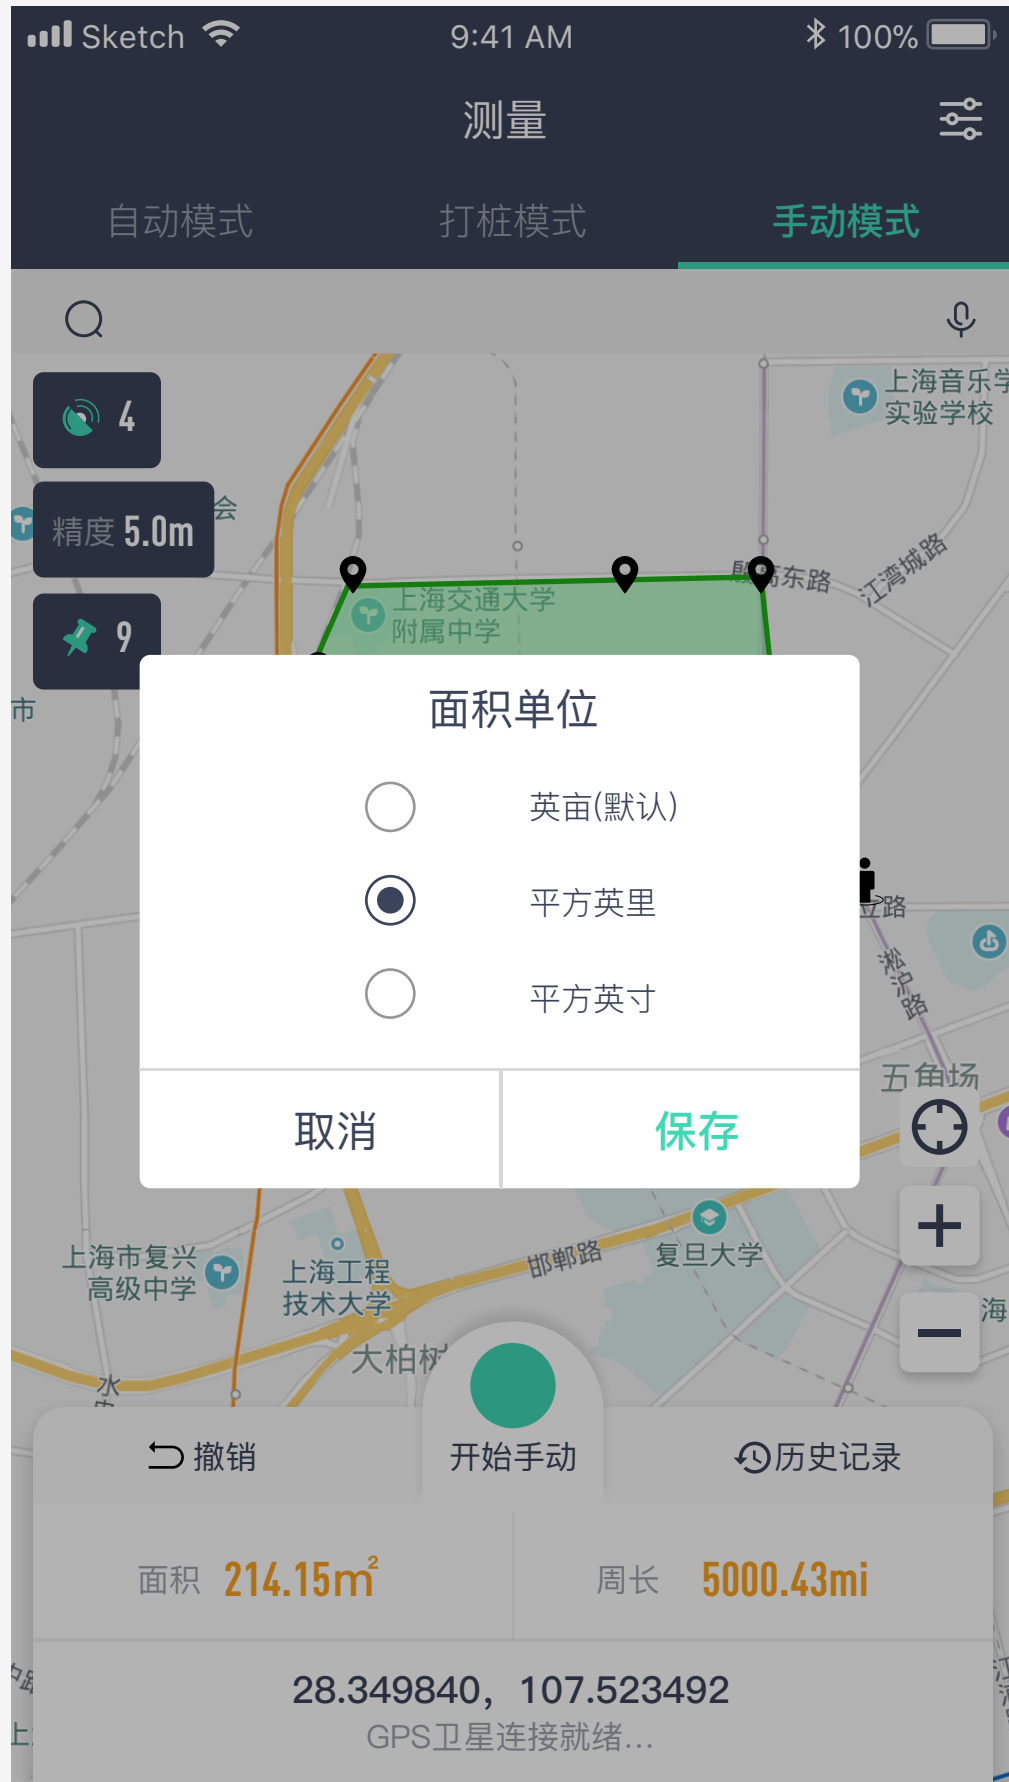 Sketch 9:41 AM 100%
测量
自动模式 打桩模式 手动模式
上海音乐学
实验学校
4
会
精度 5.0m
殷高东路
江湾城路
上海交通大学
附属中学
9
市
面积单位
英亩(默认)
平方英里
立路
淞沪路
平方英寸
五角场
取消 保存
上海市复兴
高级中学
上海工程
技术大学
邯郸路
复旦大学
海
大柏树
水
撤销 开始手动 历史记录
面积 214.15m² 周长 5000.43mi
28.349840, 107.523492
GPS卫星连接就绪...
上